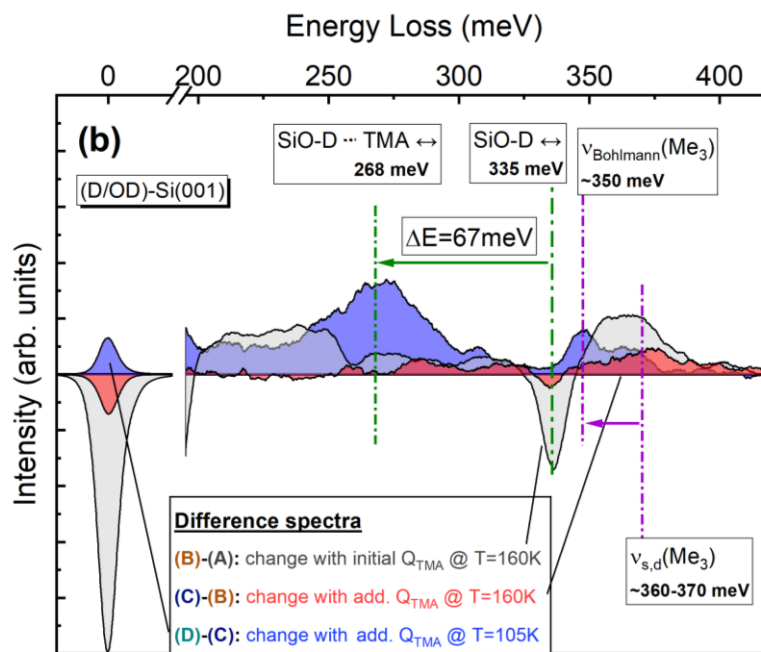 Energy Loss (meV)
0 200 250 300 350 400
(b)
SiO-D ··· TMA ↔
268 meV
SiO-D ↔
335 meV
νBohlmann(Me3)
~350 meV
(D/OD)-Si(001)
ΔE=67meV
Intensity (arb. units)
Difference spectra
(B)-(A): change with initial QTMA @ T=160K
(C)-(B): change with add. QTMA @ T=160K
(D)-(C): change with add. QTMA @ T=105K
νs,d(Me3)
~360-370 meV